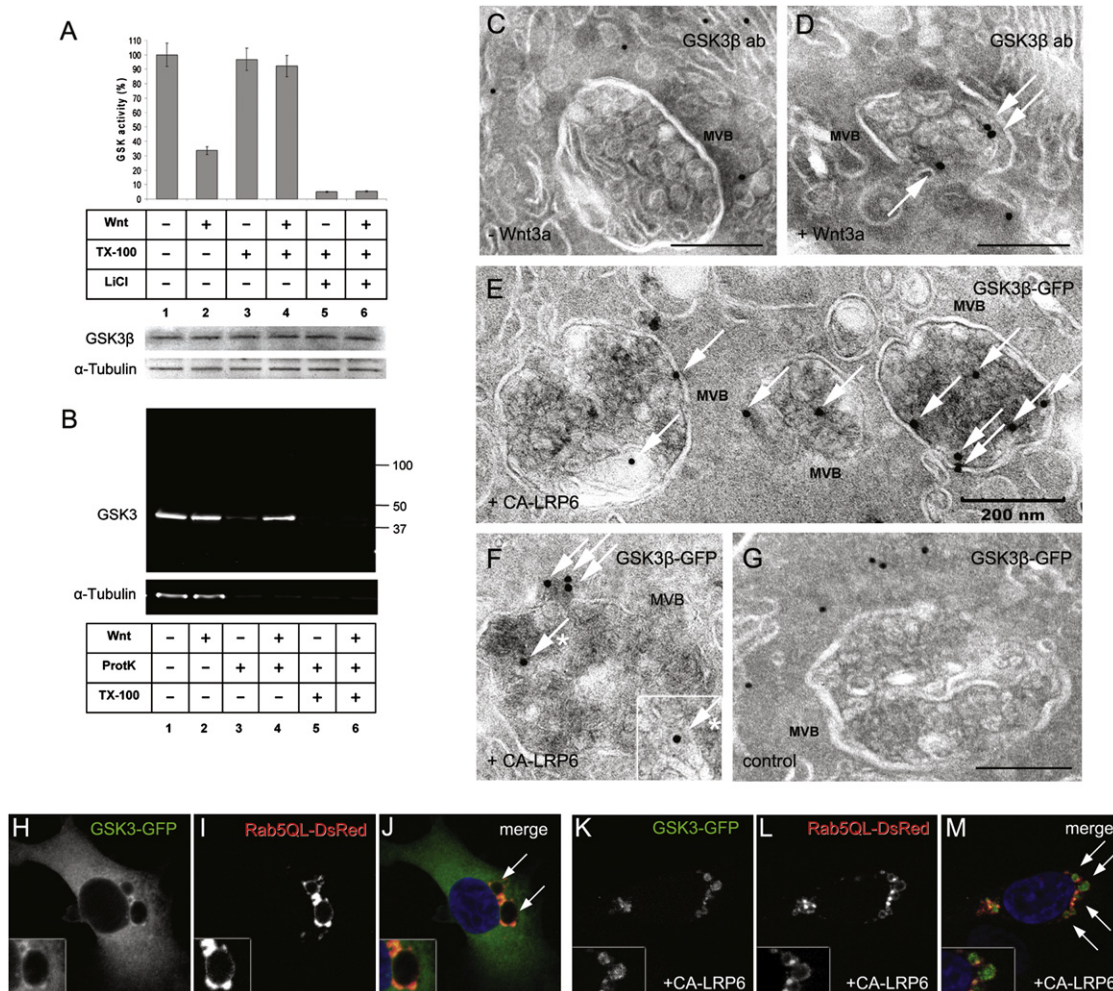 A
GSK activity (%)
110
100
90
80
70
60
50
40
30
20
10
0
Wnt − + − + − +
TX-100 − − + + + +
LiCl − − − − + +
1 2 3 4 5 6
GSK3β
α-Tubulin
B
100
GSK3
50
37
α-Tubulin
Wnt − + − + − +
ProtK − − + + + +
TX-100 − − − − + +
1 2 3 4 5 6
C
GSK3β ab
MVB
- Wnt3a
D
GSK3β ab
MVB
+ Wnt3a
E
GSK3β-GFP
MVB
MVB
MVB
+ CA-LRP6
200 nm
F
GSK3β-GFP
MVB
*
*
+ CA-LRP6
G
GSK3β-GFP
MVB
control
H
GSK3-GFP
I
Rab5QL-DsRed
J
merge
K
GSK3-GFP
+CA-LRP6
L
Rab5QL-DsRed
+CA-LRP6
M
merge
+CA-LRP6